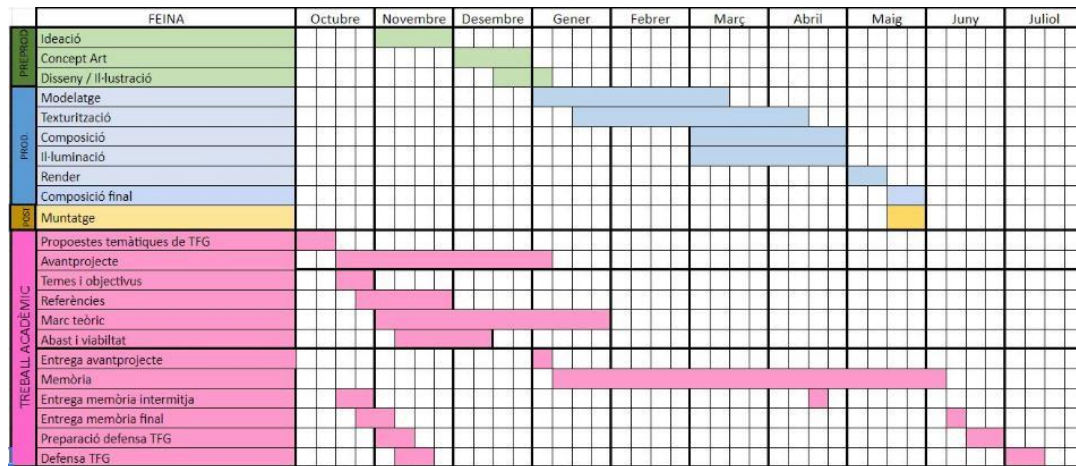 FEINA Octubre Novembre Desembre Gener Febrer Març Abril Maig Juny Juliol
PREPROD
Ideació
Concept Art
Disseny / Il·lustració
PROD.
Modelatge
Texturització
Composició
Il·luminació
Render
Composició final
POST
Muntatge
TREBALL ACADÈMIC
Propoestes temàtiques de TFG
Avantprojecte
Temes i objectivus
Referències
Marc teòric
Abast i viabiltat
Entrega avantprojecte
Memòria
Entrega memòria intermitja
Entrega memòria final
Preparació defensa TFG
Defensa TFG